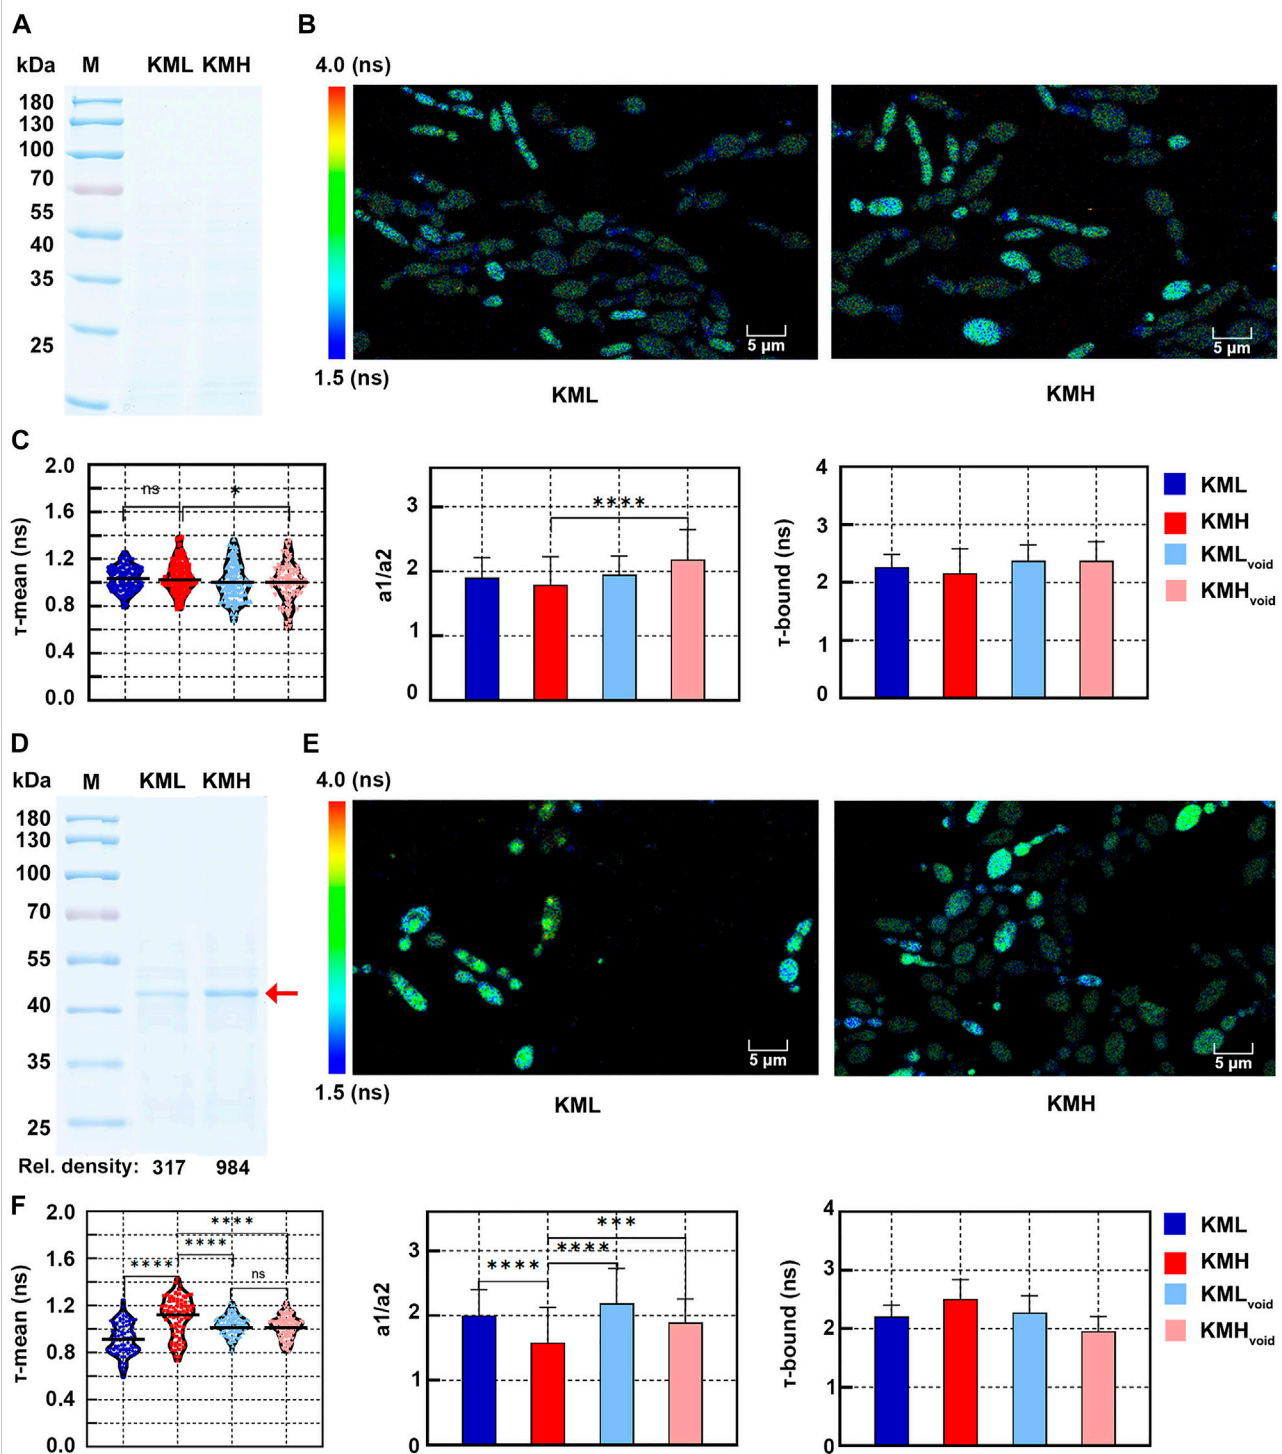 A
B
kDa M KML KMH
180
130
100
70
55
40
35
25
4.0 (ns)
1.5 (ns)
5 µm
5 µm
KML
KMH
C
τ-mean (ns)
2.0
1.6
1.2
0.8
0.4
0.0
ns
*
a1/a2
3
2
1
0
****
τ-bound (ns)
4
3
2
1
0
KML
KMH
KMLvoid
KMHvoid
D
E
kDa M KML KMH
180
130
100
70
55
40
35
25
Rel. density: 317 984
4.0 (ns)
1.5 (ns)
5 µm
5 µm
KML
KMH
F
τ-mean (ns)
2.0
1.6
1.2
0.8
0.4
0.0
****
****
****
ns
a1/a2
3
2
1
0
***
****
****
τ-bound (ns)
4
3
2
1
0
KML
KMH
KMLvoid
KMHvoid